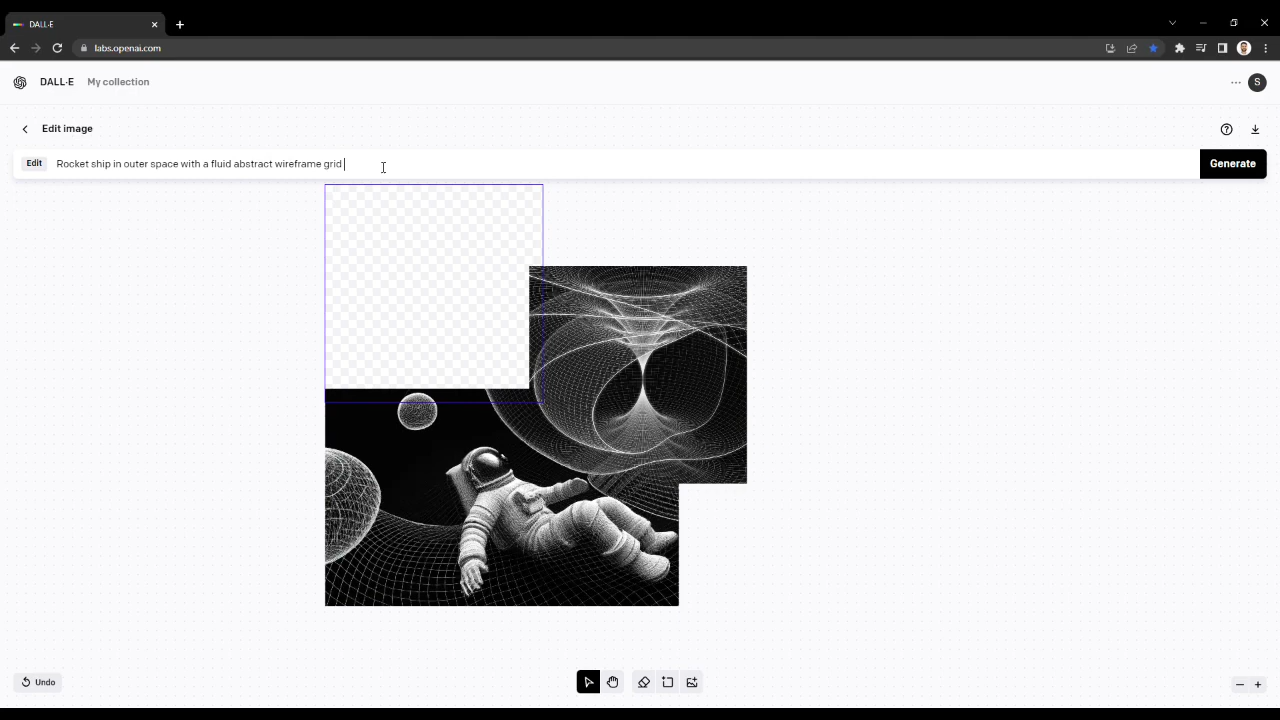 DALL·E
labs.openai.com
DALL·E My collection
S
Edit image
Edit Rocket ship in outer space with a fluid abstract wireframe grid Generate
Undo